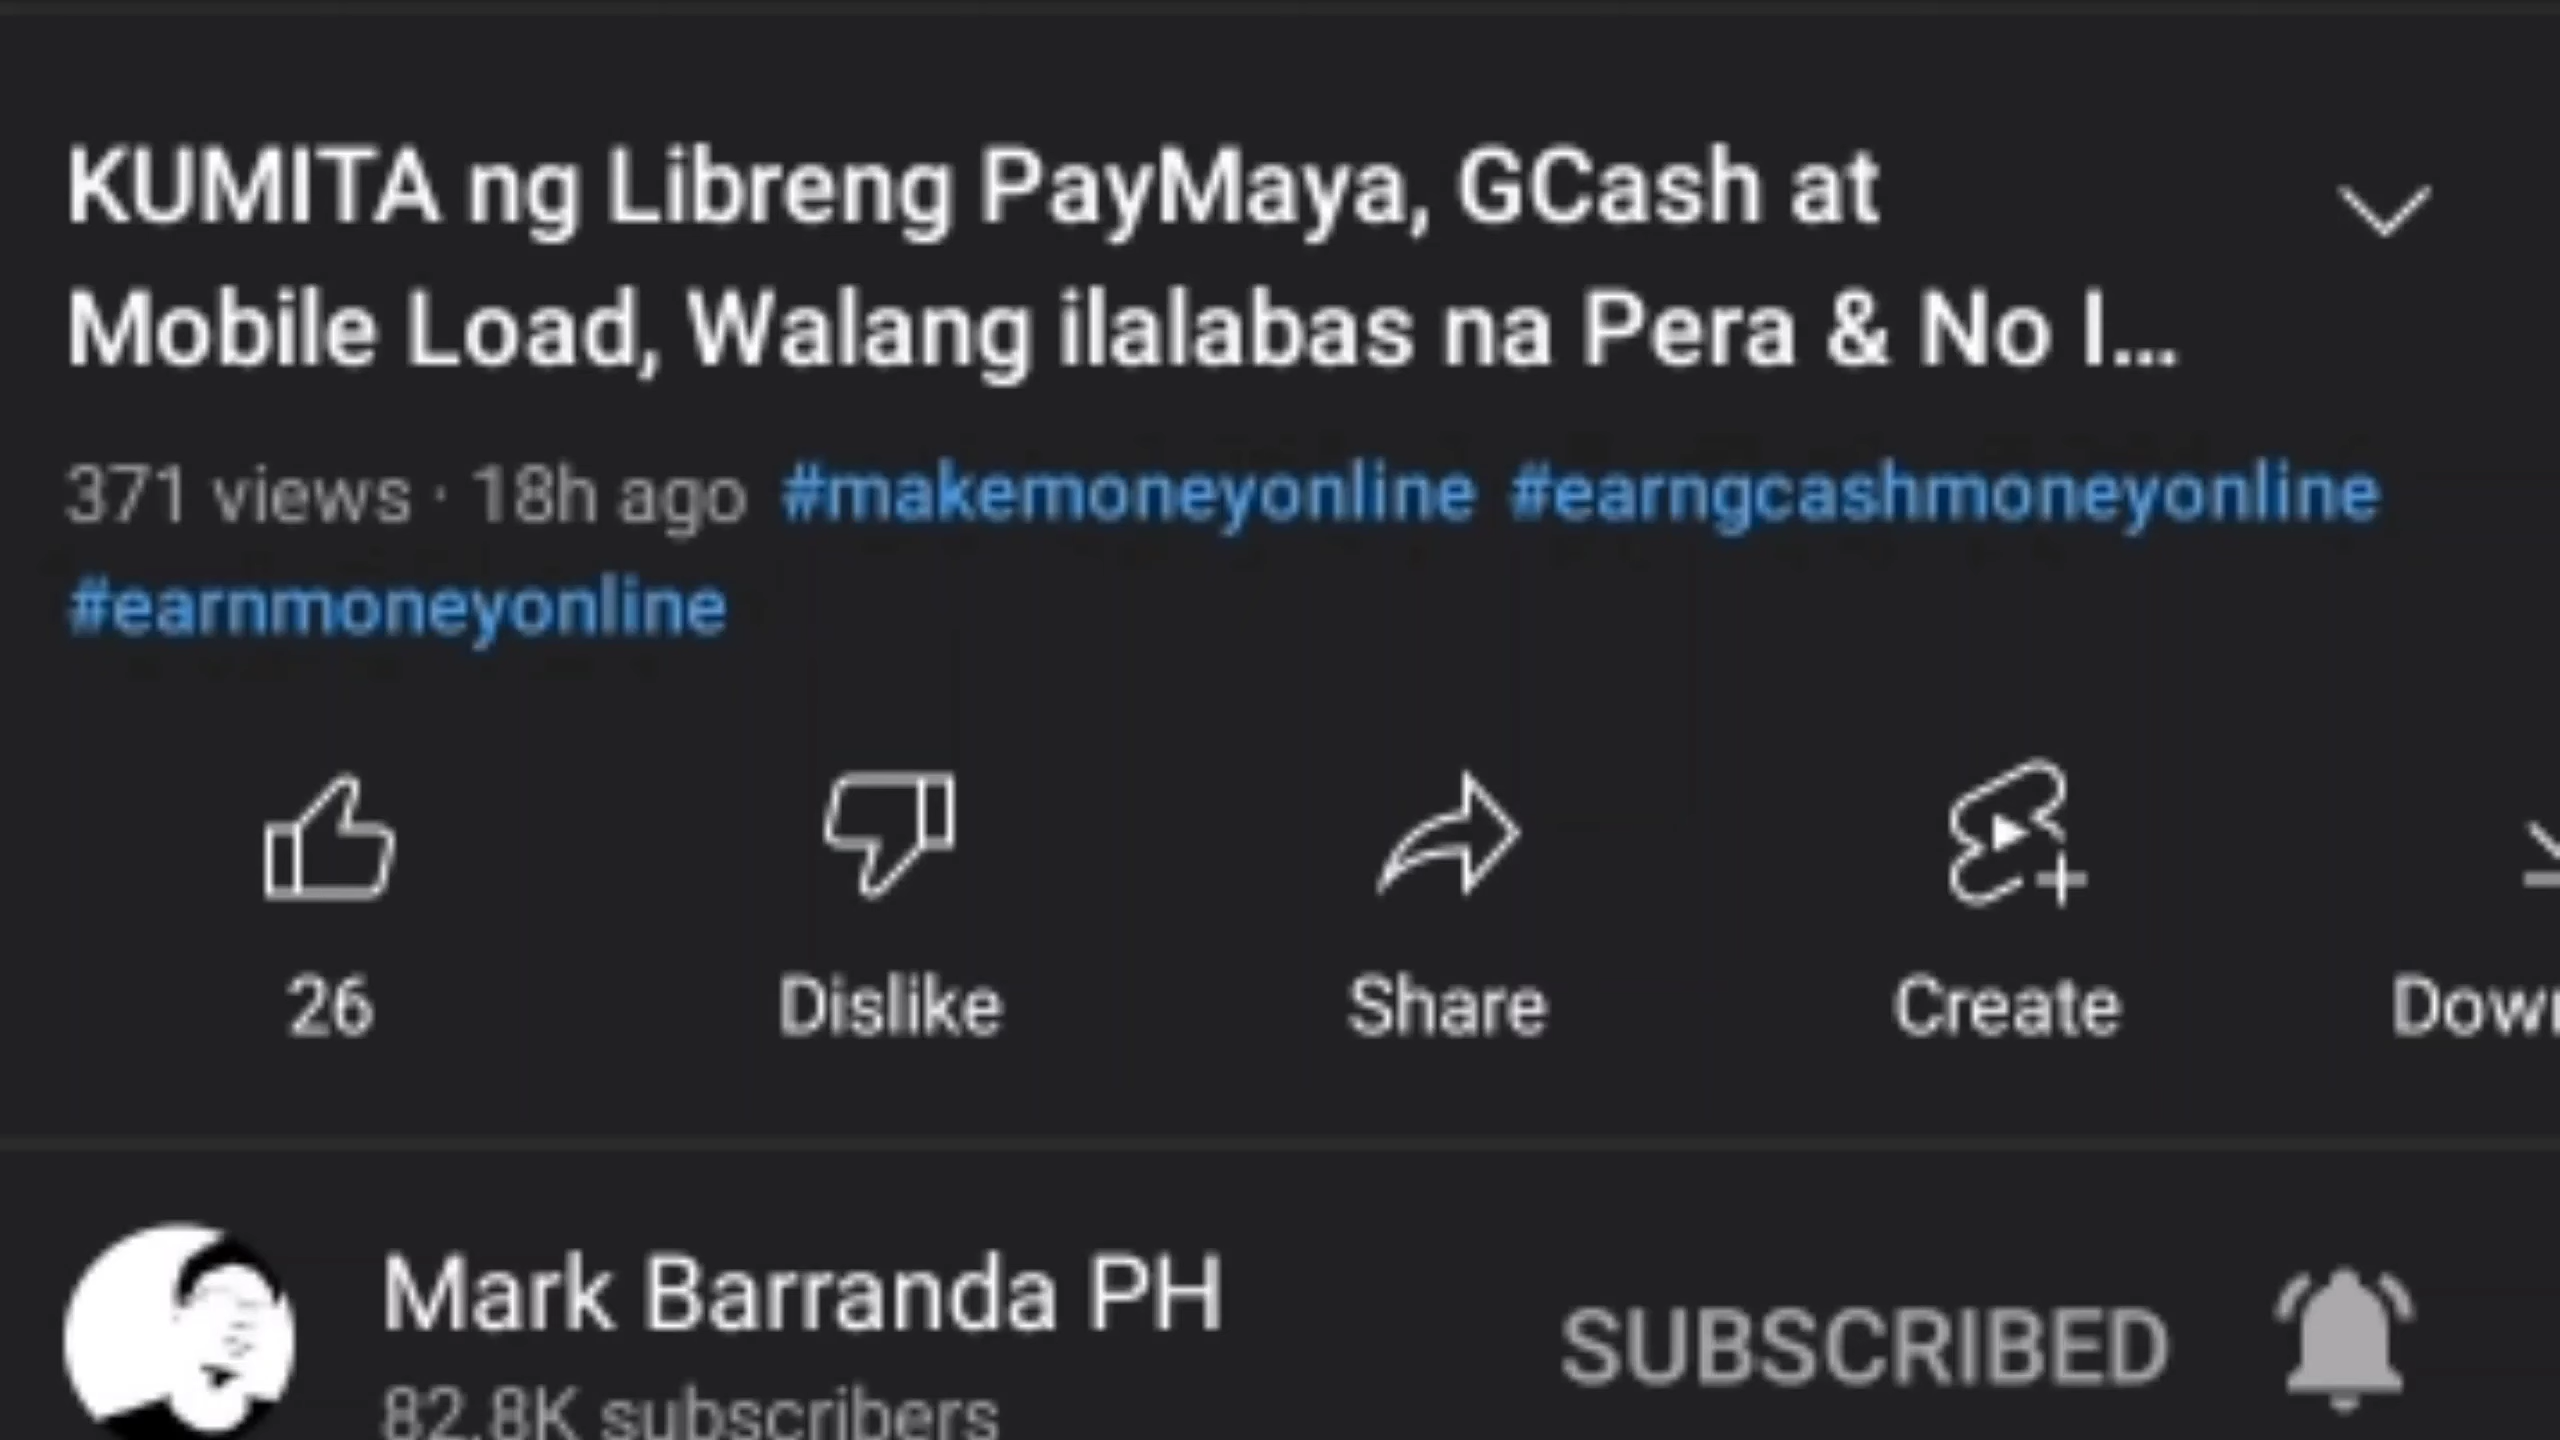 KUMITA ng Libreng PayMaya, GCash at
Mobile Load, Walang ilalabas na Pera & No I...
371 views · 18h ago #makemoneyonline #earngcashmoneyonline
#earnmoneyonline
26 Dislike Share Create Down
Mark Barranda PH
SUBSCRIBED
82.8K subscribers